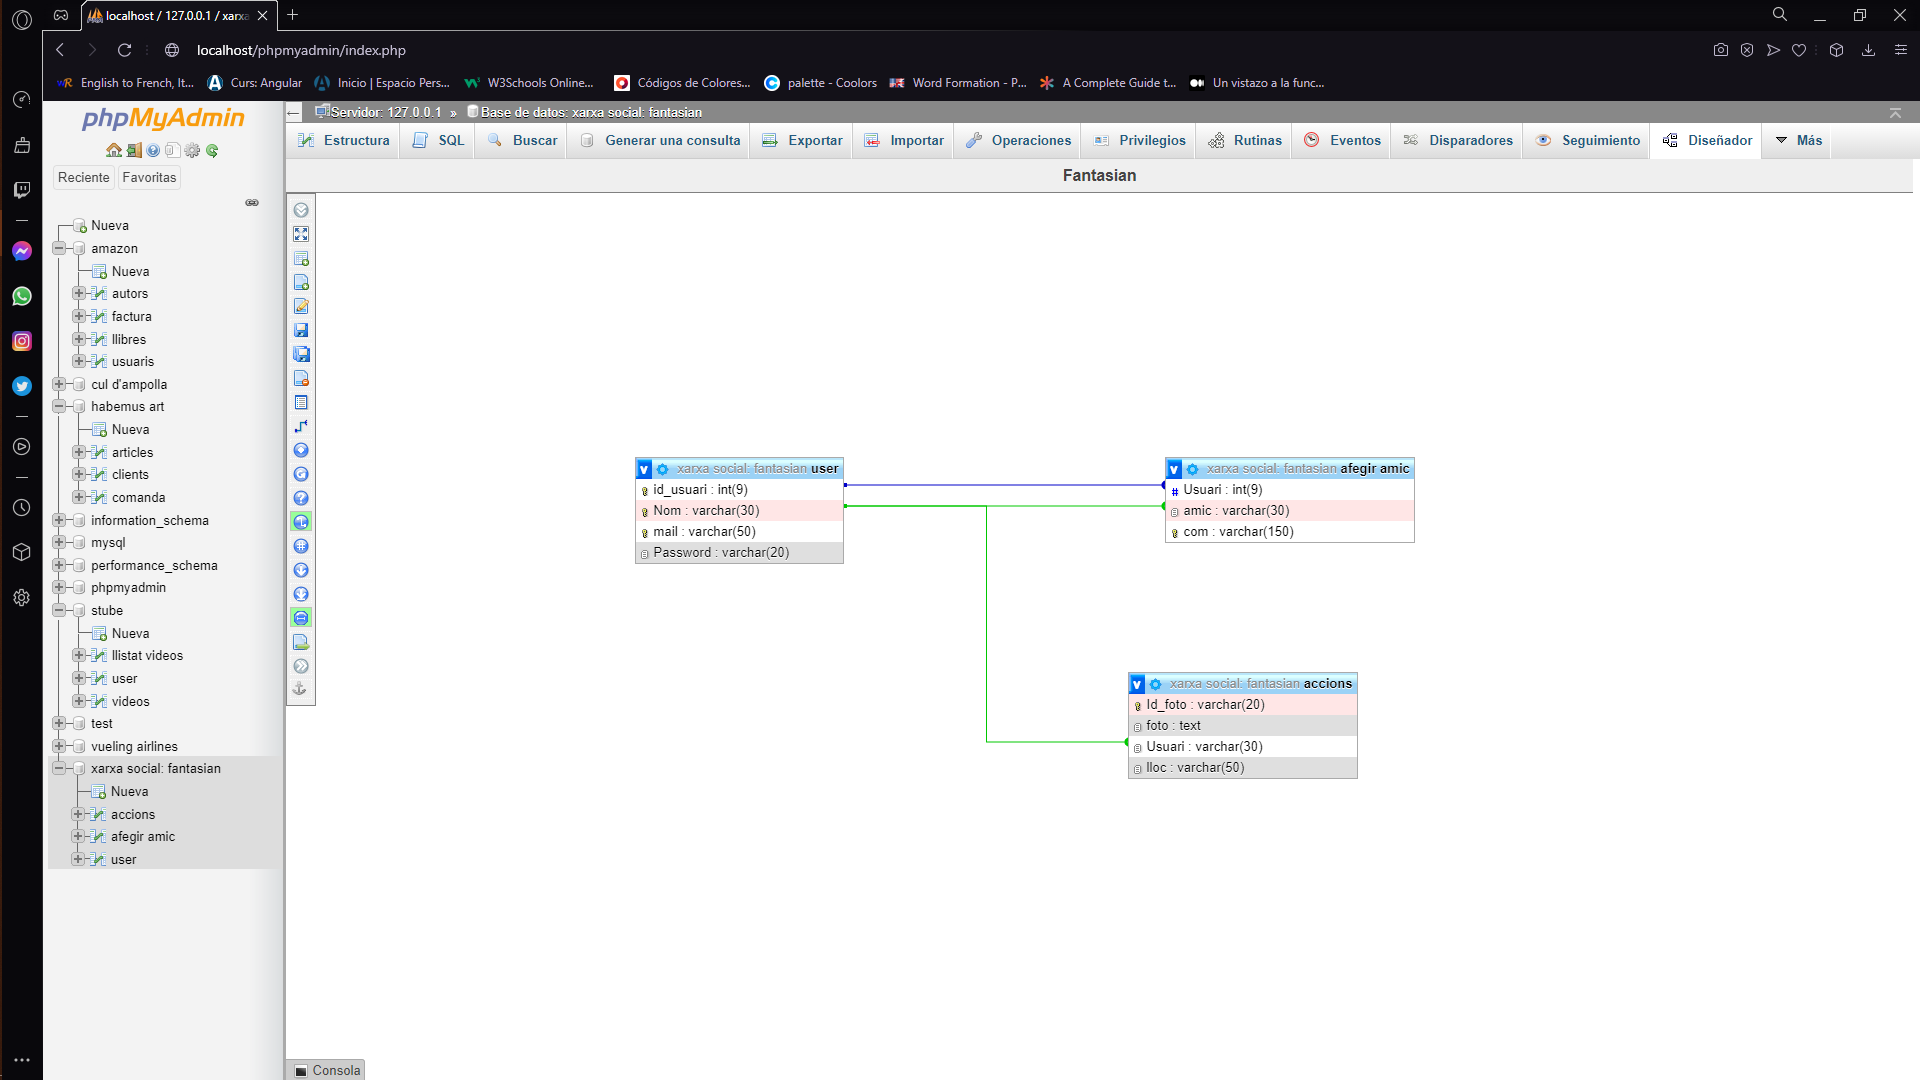 localhost / 127.0.0.1 / xarx
localhost/phpmyadmin/index.php
English to French, It...
Curs: Angular
Inicio | Espacio Pers...
W3Schools Online...
Códigos de Colores...
palette - Coolors
Word Formation - P...
A Complete Guide t...
Un vistazo a la func...
phpMyAdmin
Reciente
Favoritas
Nueva
amazon
Nueva
autors
factura
llibres
usuaris
cul d'ampolla
habemus art
Nueva
articles
clients
comanda
information_schema
mysql
performance_schema
phpmyadmin
stube
Nueva
llistat videos
user
videos
test
vueling airlines
xarxa social: fantasian
Nueva
accions
afegir amic
user
Servidor: 127.0.0.1 » Base de datos: xarxa social: fantasian
Estructura
SQL
Buscar
Generar una consulta
Exportar
Importar
Operaciones
Privilegios
Rutinas
Eventos
Disparadores
Seguimiento
Diseñador
Más
Fantasian
v xarxa social: fantasian user
id_usuari : int(9)
Nom : varchar(30)
mail : varchar(50)
Password : varchar(20)
v xarxa social: fantasian afegir amic
# Usuari : int(9)
amic : varchar(30)
com : varchar(150)
v xarxa social: fantasian accions
Id_foto : varchar(20)
foto : text
Usuari : varchar(30)
lloc : varchar(50)
Consola